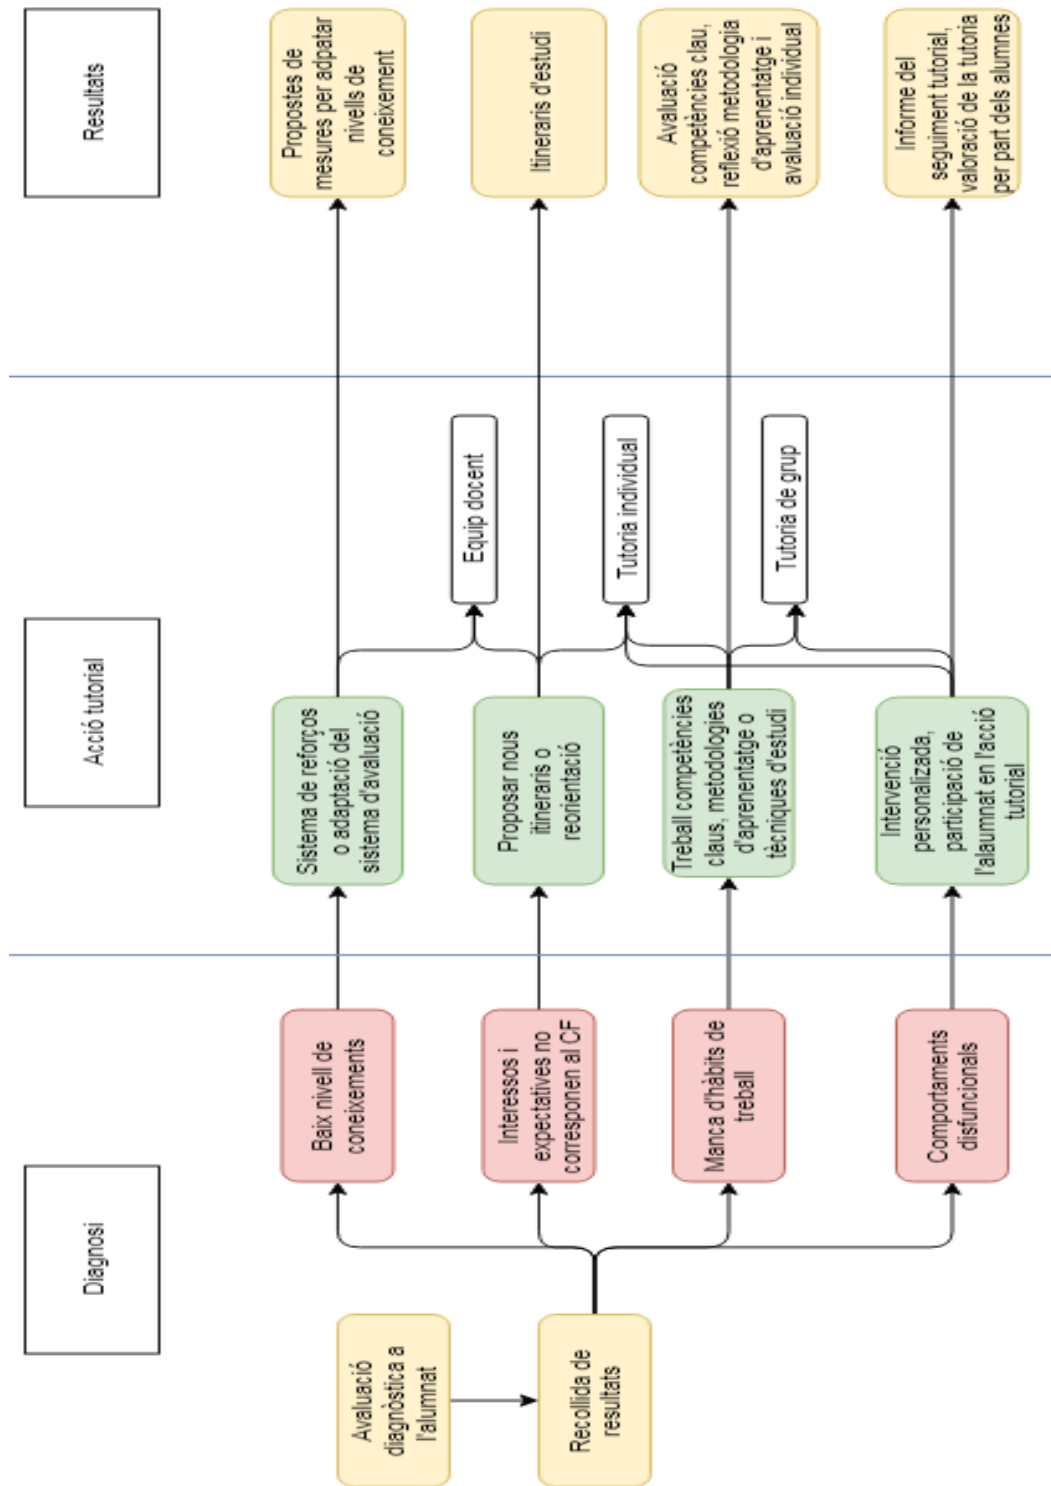 Diagnosi
Acció tutorial
Resultats
Avaluació
diagnòstica a
l'alumnat
Recollida de
resultats
Baix nivell de
coneixements
Interessos i
expectatives no
corresponen al CF
Manca d'hàbits de
treball
Comportaments
disfuncionals
Sistema de reforços
o adaptació del
sistema d'avaluació
Proposar nous
itineraris o
reorientació
Treball competències
claus, metodologies
d'aprenentatge o
tècniques d'estudi
Intervenció
personalizada,
participació de
l'alaumnat en l'acció
tutorial
Equip docent
Tutoria individual
Tutoria de grup
Propostes de
mesures per adpatar
nivells de
coneixement
Itineraris d'estudi
Avaluació
competències clau,
reflexió metodologia
d'aprenentatge i
avaluació individual
Informe del
seguiment tutorial,
valoració de la tutoria
per part dels alumnes